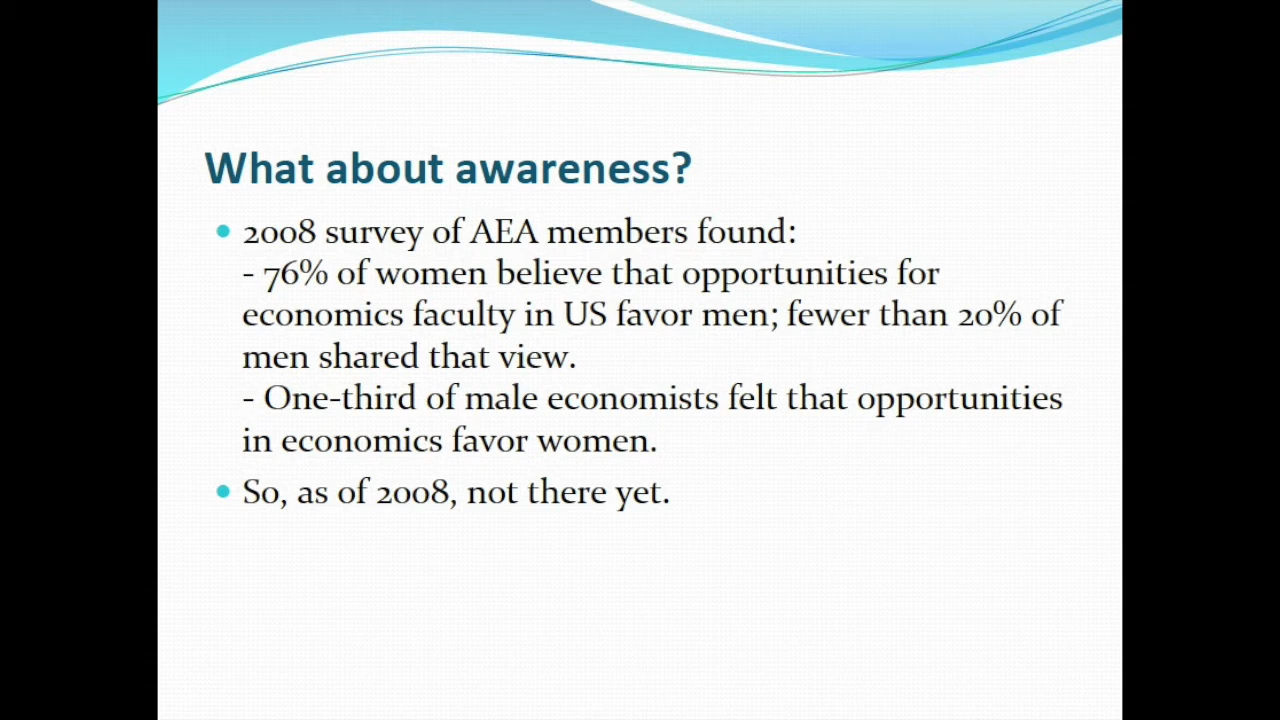 What about awareness?
2008 survey of AEA members found:
- 76% of women believe that opportunities for
economics faculty in US favor men; fewer than 20% of
men shared that view.
- One-third of male economists felt that opportunities
in economics favor women.
So, as of 2008, not there yet.